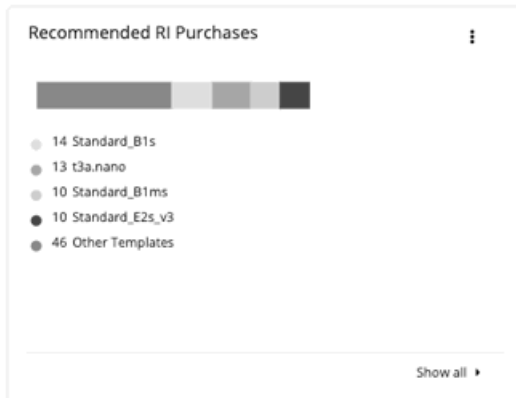 Recommended RI Purchases
14 Standard_B1s
13 t3a.nano
10 Standard_B1ms
10 Standard_E2s_v3
46 Other Templates
Show all